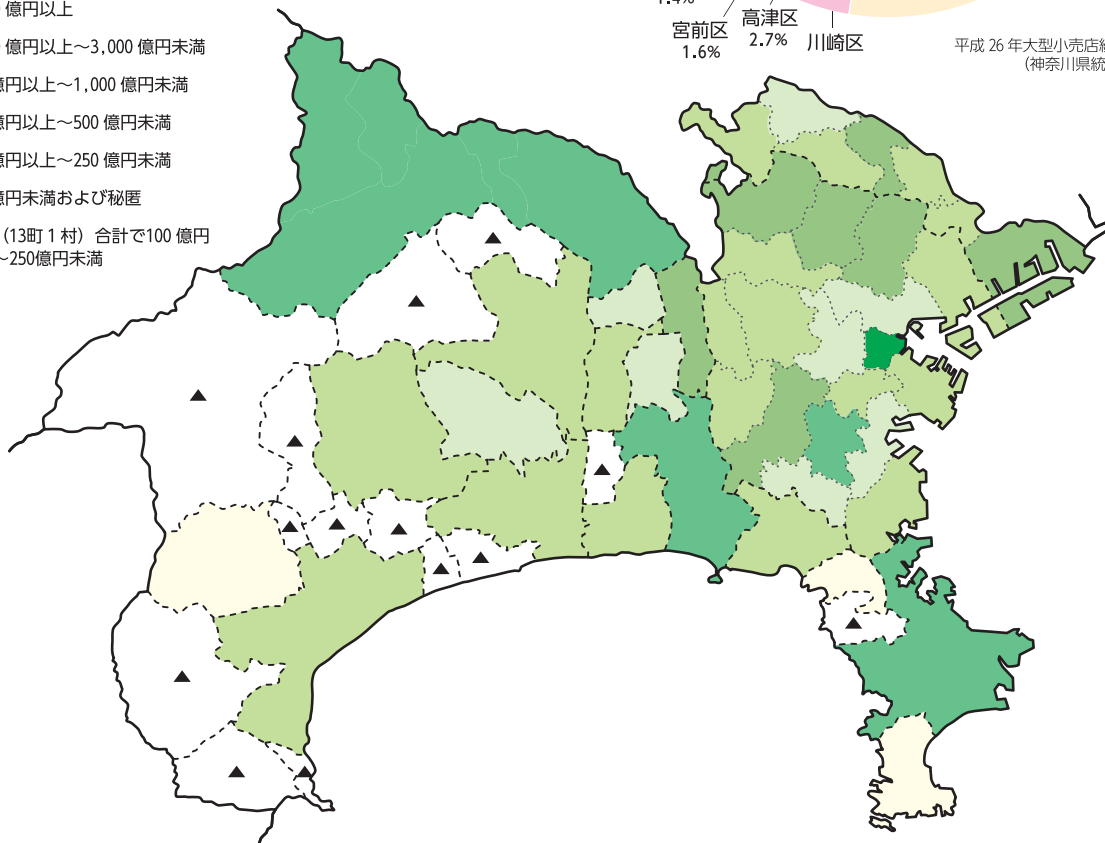 億円以上
億円以上～3,000 億円未満
億円以上～1,000 億円未満
億円以上～500 億円未満
億円以上～250 億円未満
億円未満および秘匿
（13町１村）合計で100 億円
～250億円未満
宮前区
1.6%
高津区
2.7%
川崎区
平成 26 年大型小売店
（神奈川県統